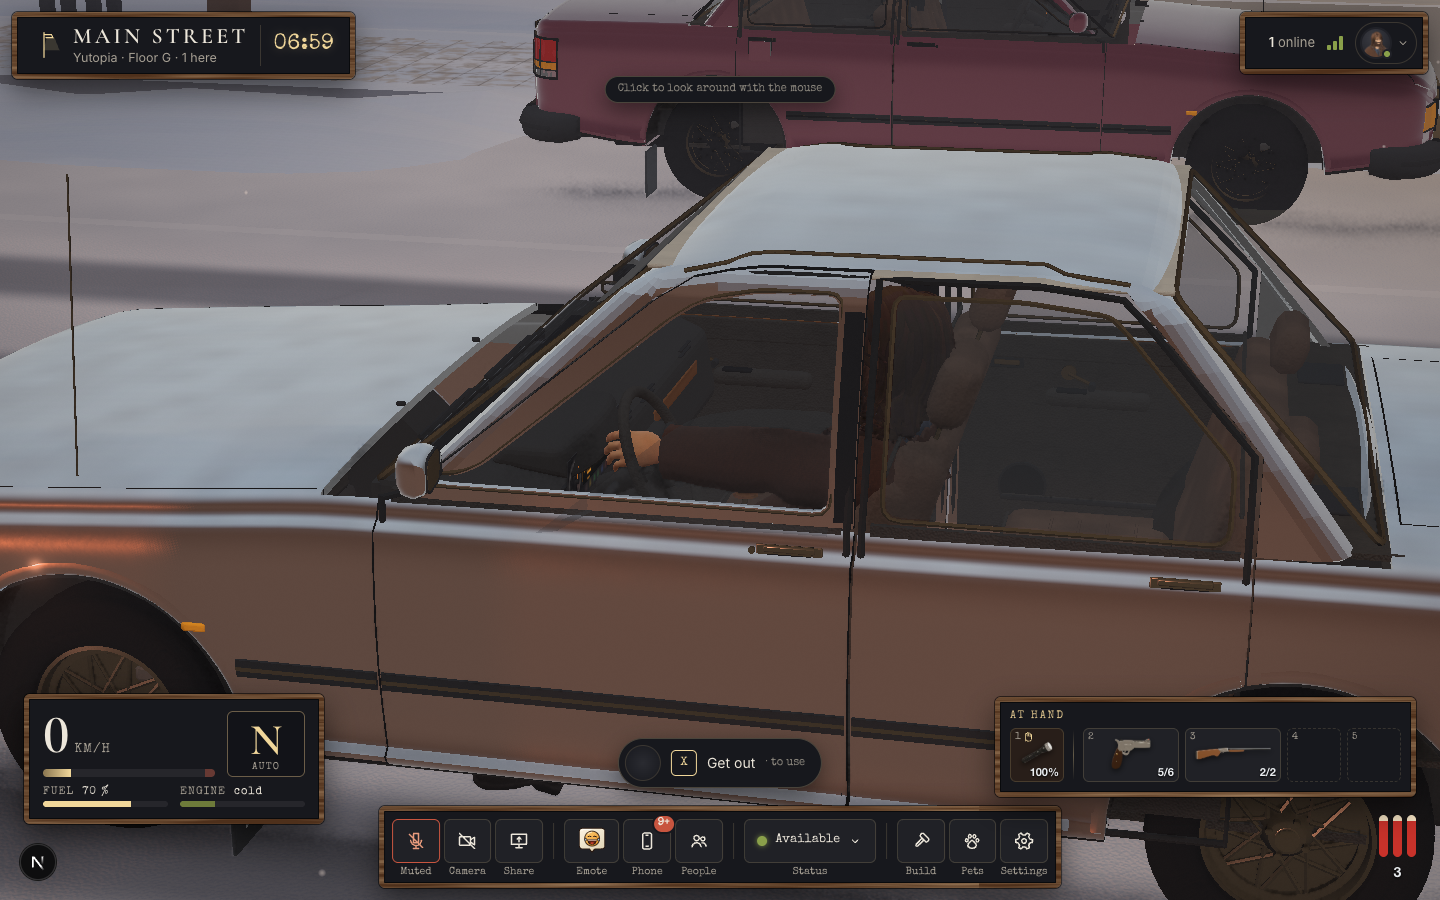 MAIN STREET
Yutopia · Floor G · 1 here
06:59
1 online
Click to look around with the mouse
0 KM/H
N
AUTO
FUEL 70 %
ENGINE cold
X Get out · to use
AT HAND
1 100%
2 5/6
3 2/2
4
5
3
9+
Available
Muted
Camera
Share
Emote
Phone
People
Status
Build
Pets
Settings
N